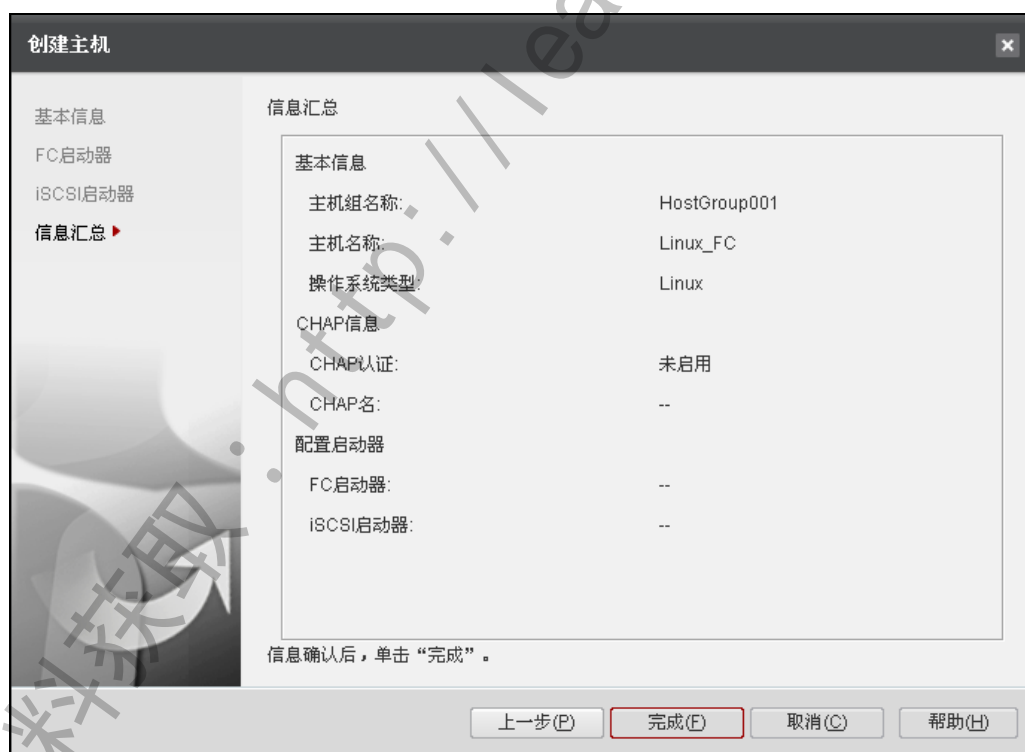 创建主机
基本信息
FC启动器
iSCSI启动器
信息汇总
信息汇总
基本信息
主机组名称: HostGroup001
主机名称: Linux_FC
操作系统类型: Linux
CHAP信息
CHAP认证: 未启用
CHAP名: --
配置启动器
FC启动器: --
iSCSI启动器: --
信息确认后，单击“完成”。
上一步(P) 完成(F) 取消(C) 帮助(H)
料获取:http://lea